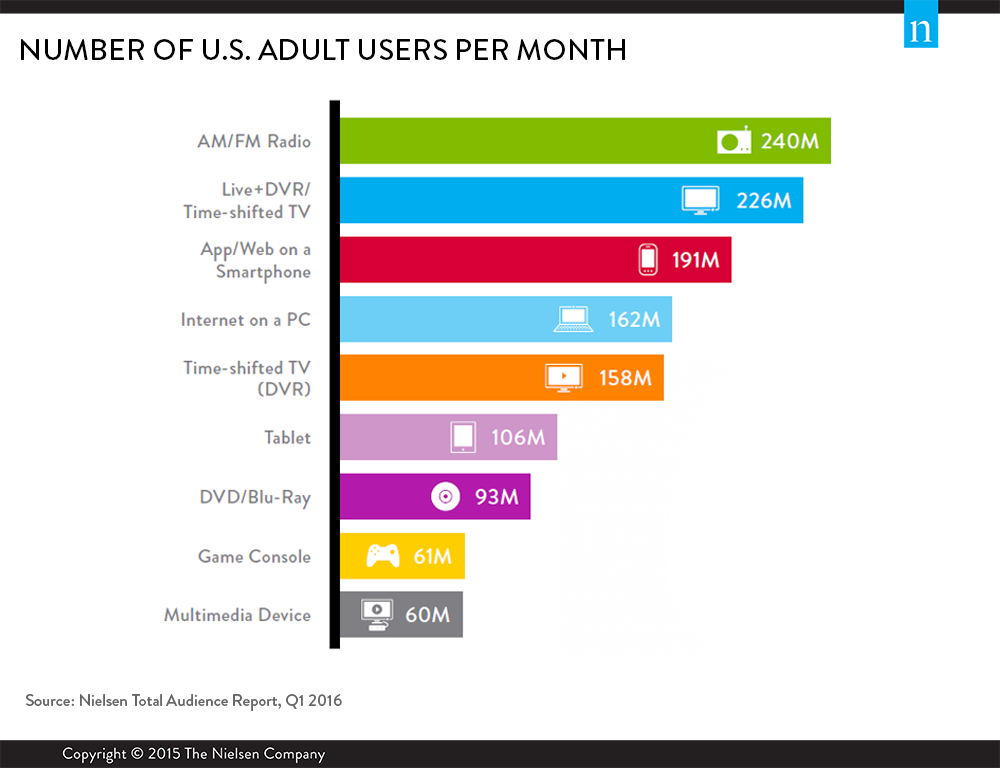 n
NUMBER OF U.S. ADULT USERS PER MONTH
AM/FM Radio
240M
Live+DVR/
Time-shifted TV
226M
App/Web on a
Smartphone
191M
Internet on a PC
162M
Time-shifted TV
(DVR)
158M
Tablet
106M
DVD/Blu-Ray
93M
Game Console
61M
Multimedia Device
60M
Source: Nielsen Total Audience Report, Q1 2016
Copyright © 2015 The Nielsen Company